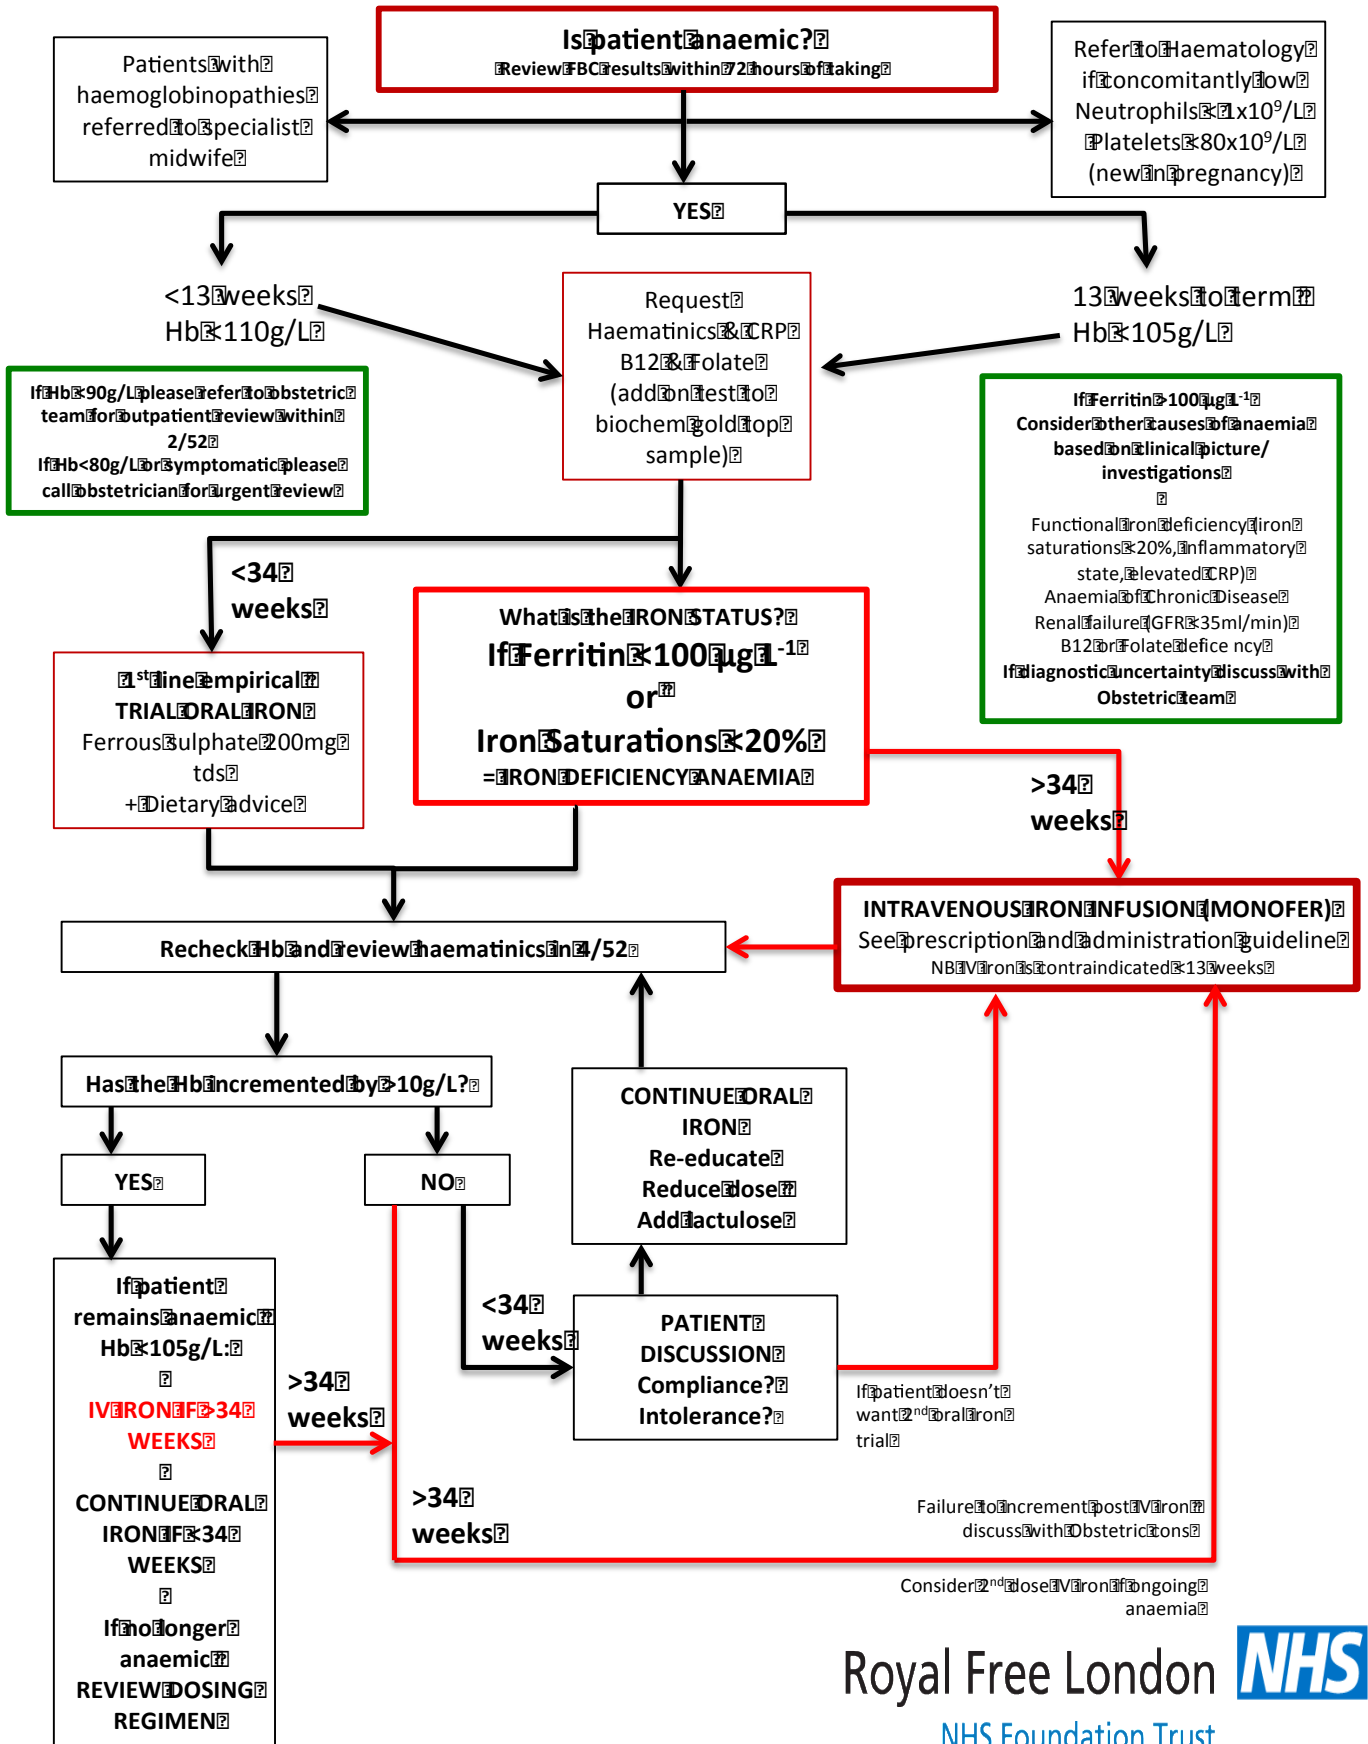 Is patient anaemic?
Review FBC results within 72 hours of taking
Patients with
haemoglobinopathies
referred to specialist
midwife
Refer to Haematology
if concomitantly low
Neutrophils < 1x10⁹/L
Platelets <80x10⁹/L
(new in pregnancy)
YES
<13 weeks
Hb <110g/L
Request
Haematinics & CRP
B12 & Folate
(add on test to
biochem gold top
sample)
13 weeks to term
Hb <105g/L
If Hb <90g/L please refer to obstetric
team for outpatient review within
2/52
If Hb<80g/L or symptomatic please
call obstetrician for urgent review
If Ferritin >100 µg L⁻¹
Consider other causes of anaemia
based on clinical picture/
investigations
Functional iron deficiency (iron
saturations <20%, inflammatory
state, elevated CRP)
Anaemia of Chronic Disease
Renal failure (GFR <35ml/min)
B12 or Folate defice ncy
If diagnostic uncertainty discuss with
Obstetric team
<34
weeks
1st line empirical
TRIAL ORAL IRON
Ferrous sulphate 200mg
tds
+ Dietary advice
What is the IRON STATUS?
If Ferritin <100 µg L⁻¹
or
Iron Saturations <20%
= IRON DEFICIENCY ANAEMIA
>34
weeks
INTRAVENOUS IRON INFUSION (MONOFER)
See prescription and administration guideline
NB IV iron is contraindicated <13 weeks
Recheck Hb and review haematinics in 4/52
Has the Hb incremented by >10g/L?
YES
NO
CONTINUE ORAL
IRON
Re-educate
Reduce dose
Add lactulose
If patient
remains anaemic
Hb <105g/L:
IV IRON IF >34
WEEKS
CONTINUE ORAL
IRON IF <34
WEEKS
If no longer
anaemic
REVIEW DOSING
REGIMEN
>34
weeks
<34
weeks
PATIENT
DISCUSSION
Compliance?
Intolerance?
If patient doesn't
want 2nd oral iron
trial
>34
weeks
Failure to increment post IV iron
discuss with Obstetric cons
Consider 2nd dose IV iron if ongoing
anaemia
Royal Free London NHS
NHS Foundation Trust